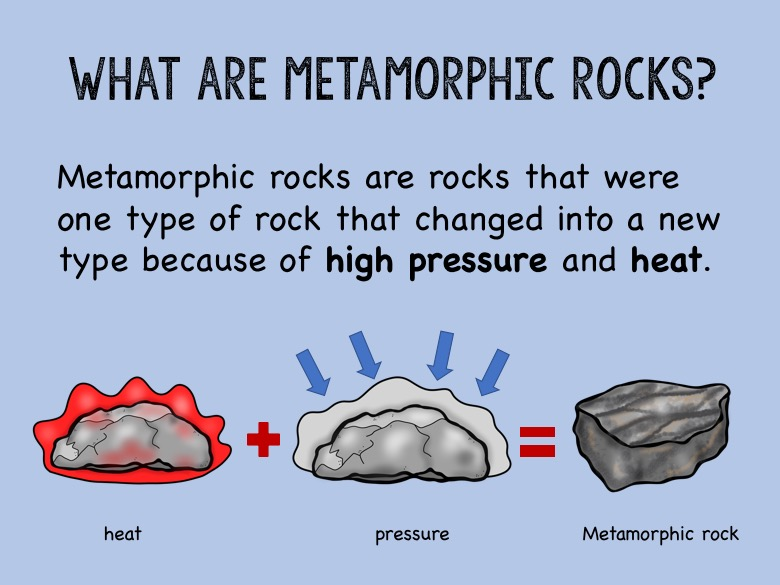 WHAT ARE METAMORPHIC ROCKS?
Metamorphic rocks are rocks that were
one type of rock that changed into a new
type because of high pressure and heat.
+ =
heat pressure Metamorphic rock